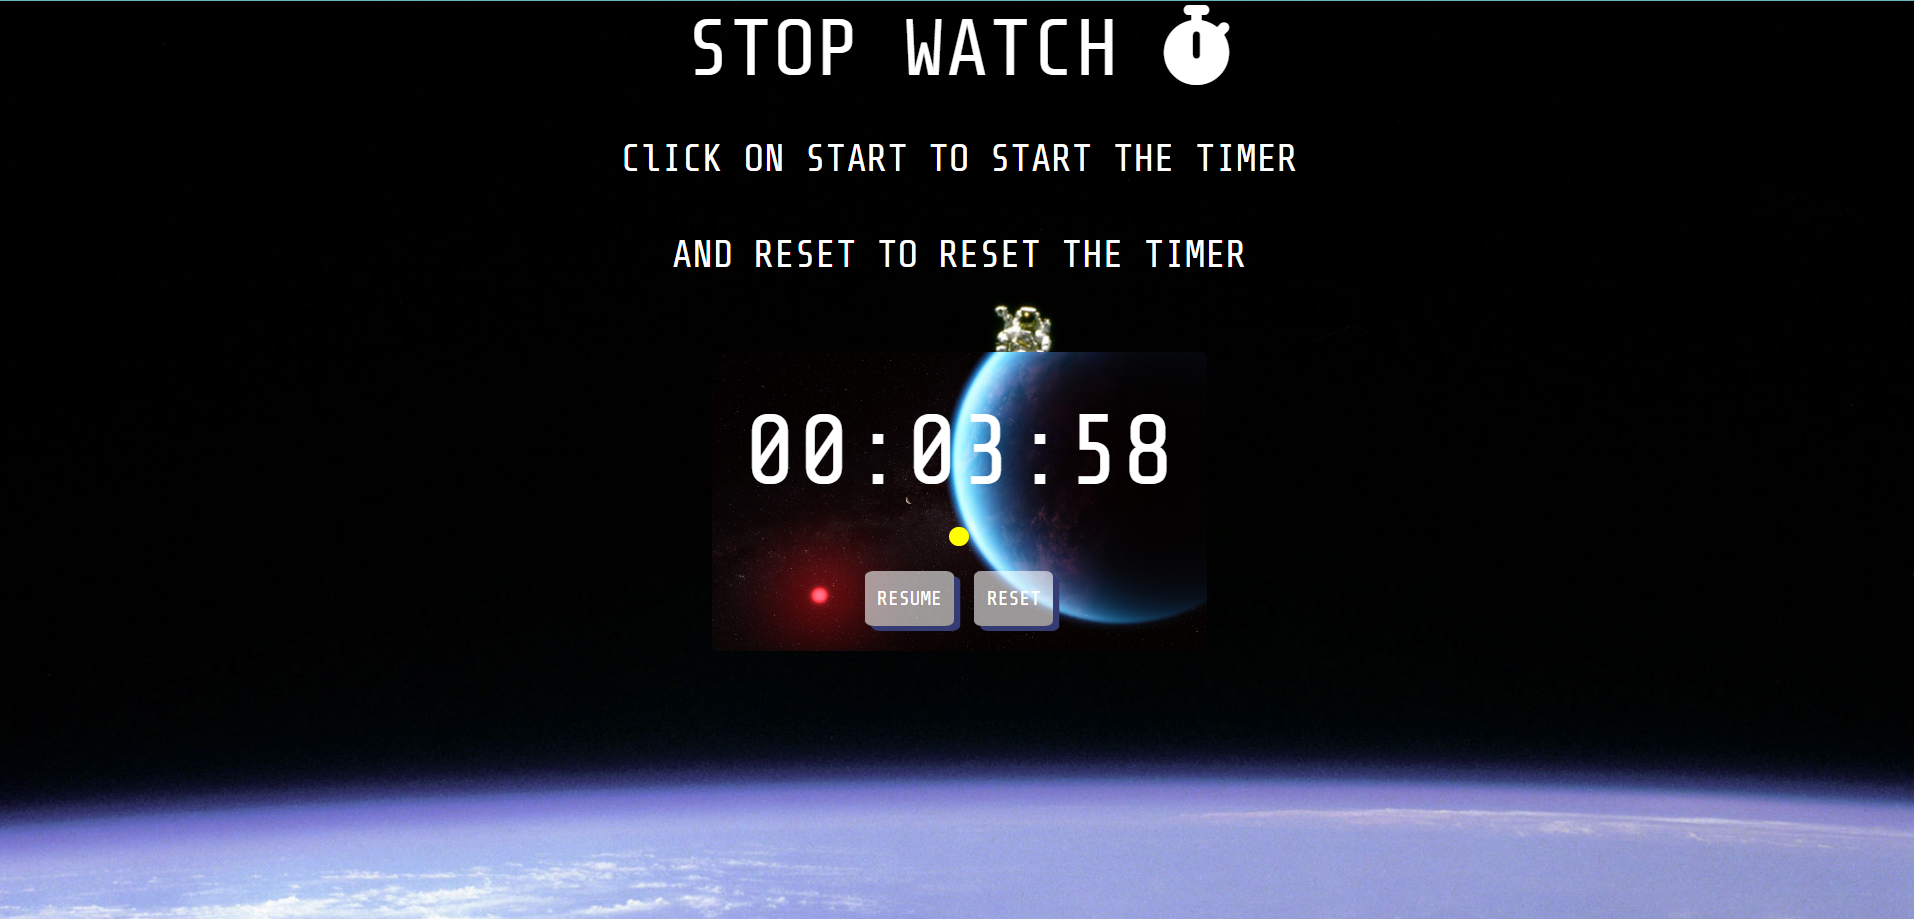 STOP WATCH
ClICK ON START TO START THE TIMER
AND RESET TO RESET THE TIMER
00:03:58
RESUME RESET